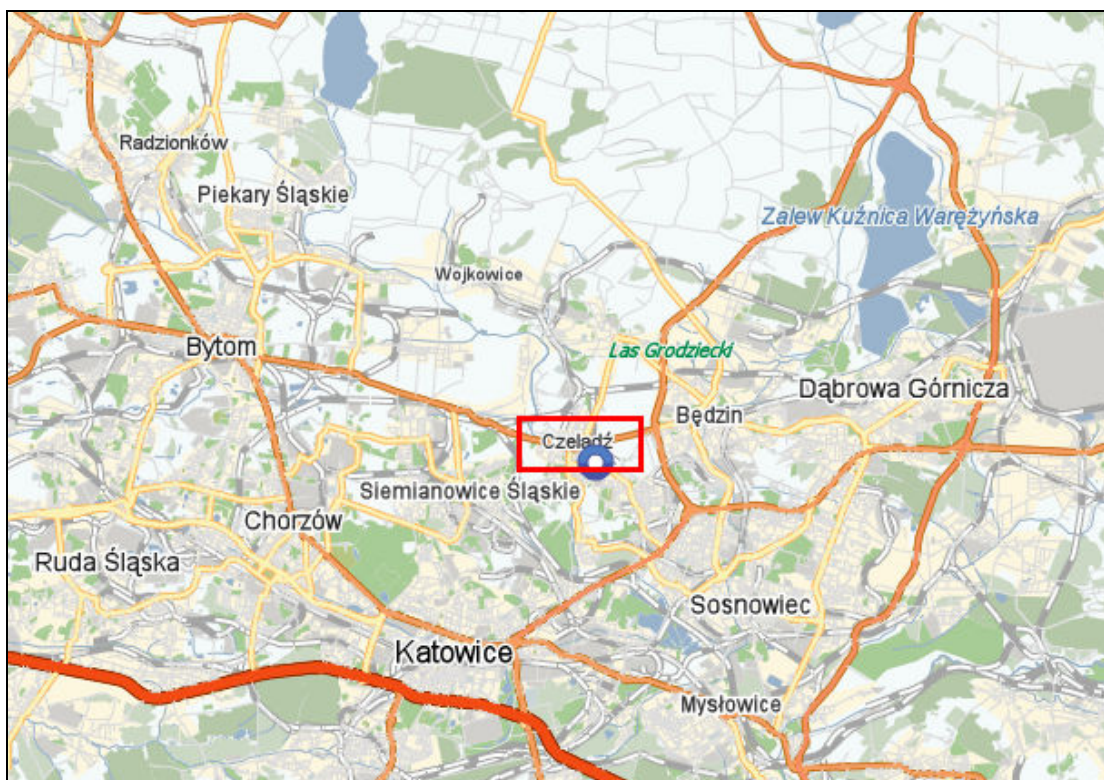 Radzionków
Piekary Śląskie
Zalew Kuźnica Warężyńska
Wojkowice
Bytom
Las Grodziecki
Dąbrowa Górnicza
Będzin
Czeladź
Siemianowice Śląskie
Chorzów
Ruda Śląska
Sosnowiec
Katowice
Mysłowice